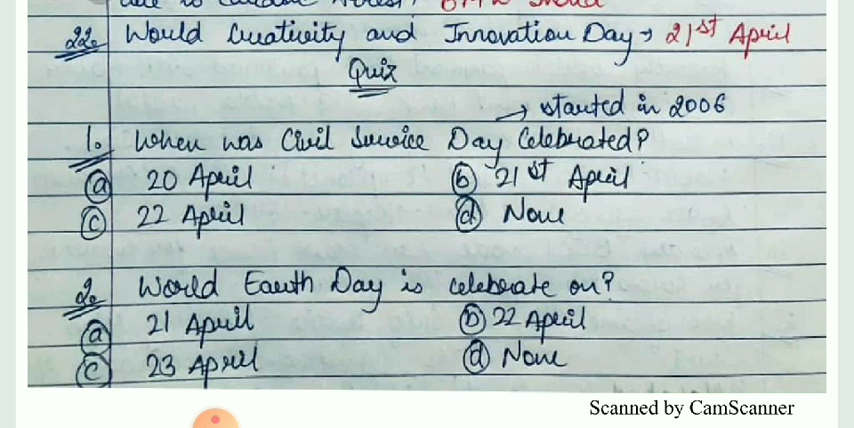 22. World Creativity and Innovation Day → 21st April
Quiz
→ started in 2006
1. When was Civil Service Day Celebrated?
(a) 20 April (b) 21st April
(c) 22 April (d) None
2. World Earth Day is celebrate on?
(a) 21 April (b) 22 April
(c) 23 April (d) None
Scanned by CamScanner